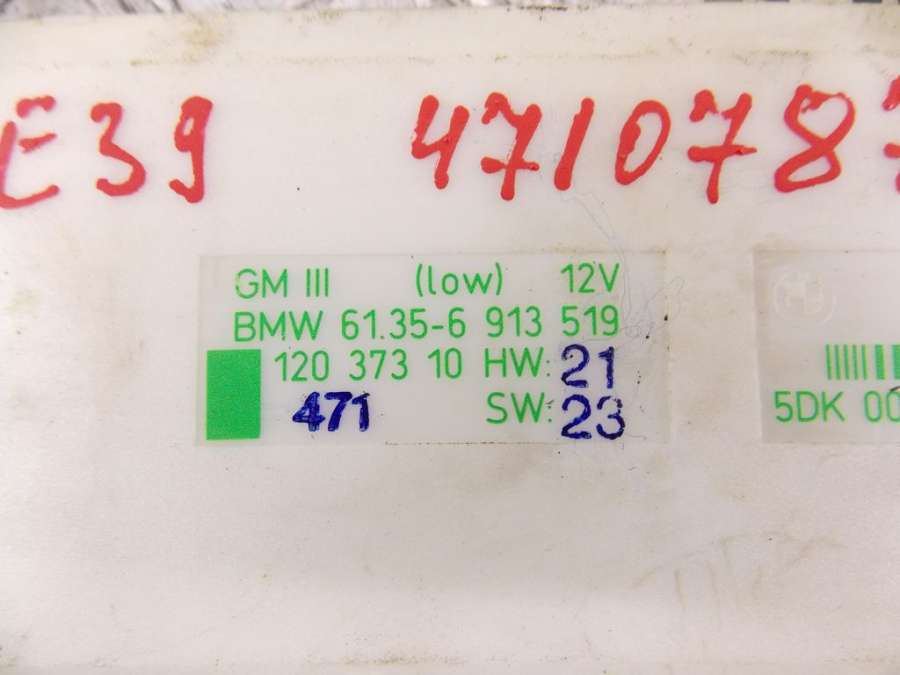 E39 471078
GM III (low) 12V
BMW 61.35-6 913 519
120 373 10 HW: 21
471 SW: 23
5DK 00